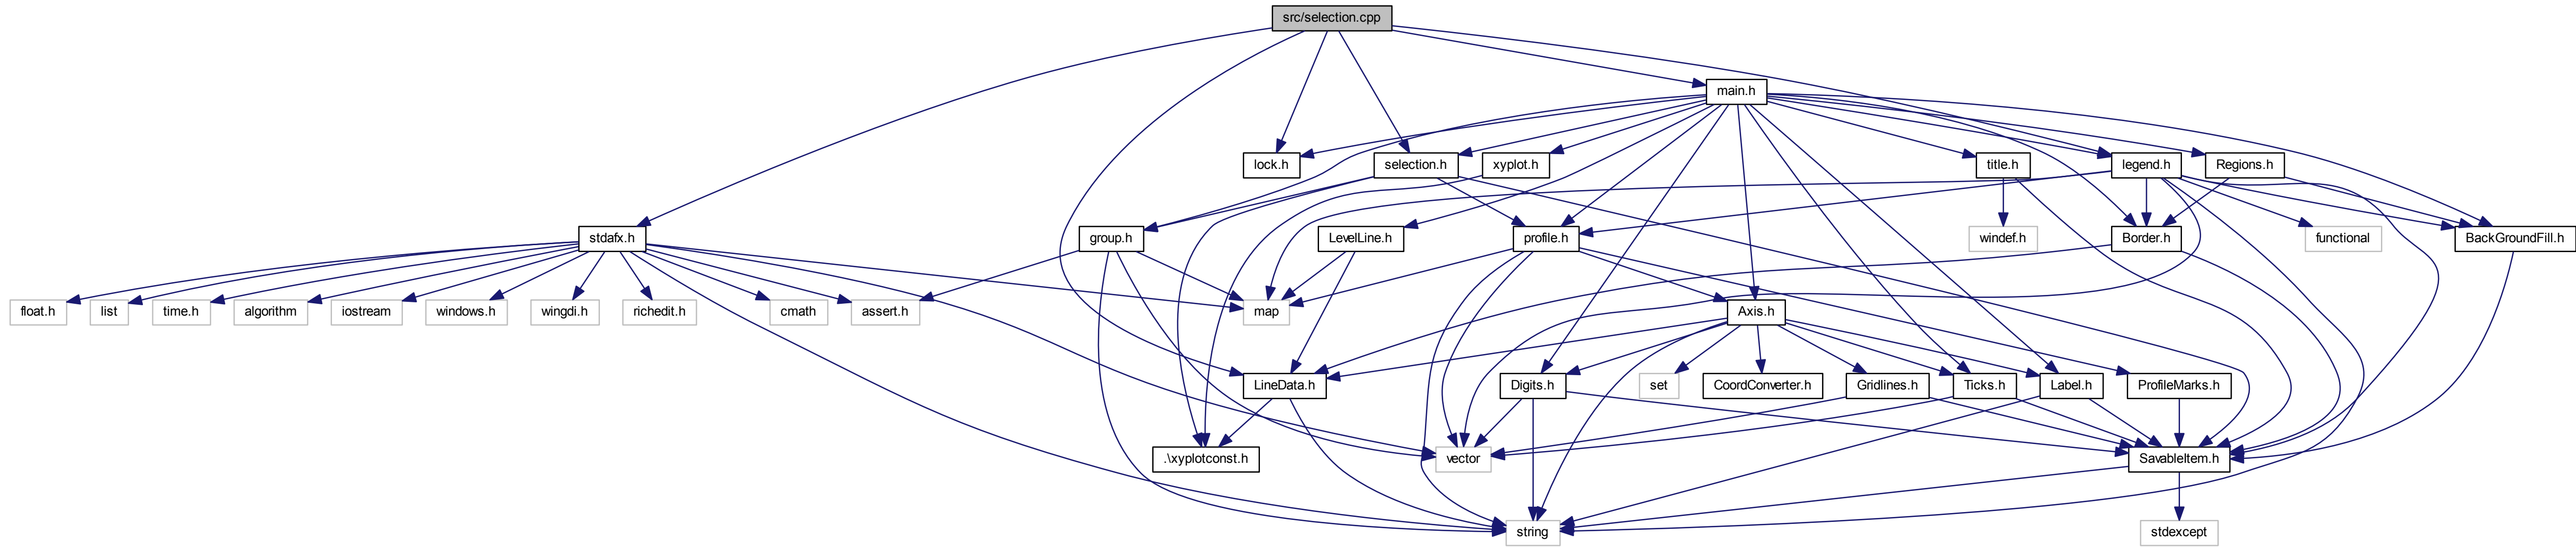 src/selection.cpp
main.h
lock.h
selection.h
xyplot.h
title.h
legend.h
Regions.h
stdafx.h
group.h
LevelLine.h
profile.h
windef.h
Border.h
functional
BackGroundFill.h
float.h
list
time.h
algorithm
iostream
windows.h
wingdi.h
richedit.h
cmath
assert.h
map
Axis.h
LineData.h
Digits.h
set
CoordConverter.h
Gridlines.h
Ticks.h
Label.h
ProfileMarks.h
.\xyplotconst.h
vector
SavableItem.h
string
stdexcept